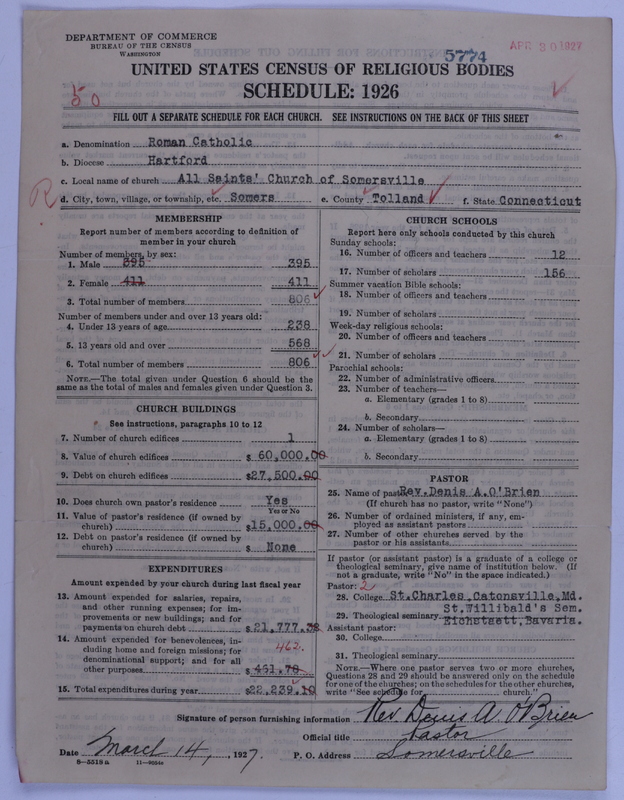 DEPARTMENT OF COMMERCE
BUREAU OF THE CENSUS
WASHINGTON
5774
APR 30 1927
UNITED STATES CENSUS OF RELIGIOUS BODIES
SCHEDULE: 1926
50
FILL OUT A SEPARATE SCHEDULE FOR EACH CHURCH. SEE INSTRUCTIONS ON THE BACK OF THIS SHEET
a. Denomination Roman Catholic
b. Diocese Hartford
c. Local name of church All Saints' Church of Somersville
R d. City, town, village, or township, etc. Somers e. County Tolland f. State Connecticut
MEMBERSHIP
Report number of members according to definition of
member in your church
Number of members, by sex:
1. Male 395 395
2. Female 411 411
3. Total number of members 806
Number of members under and over 13 years old:
4. Under 13 years of age 238
5. 13 years old and over 568
6. Total number of members 806
NOTE.—The total given under Question 6 should be the
same as the total of males and females given under Question 3.
CHURCH BUILDINGS
See instructions, paragraphs 10 to 12
7. Number of church edifices 1
8. Value of church edifices $ 60,000.00
9. Debt on church edifices $27,500.00
10. Does church own pastor's residence Yes
Yes or No
11. Value of pastor's residence (if owned by
church) $15,000.00
12. Debt on pastor's residence (if owned by
church) $ None
EXPENDITURES
Amount expended by your church during last fiscal year
13. Amount expended for salaries, repairs,
and other running expenses; for im-
provements or new buildings; and for
payments on church debt $21,777.32
14. Amount expended for benevolences, in-
cluding home and foreign missions; for 462.
denominational support; and for all
other purposes $ 461.78
15. Total expenditures during year $22,239.10
CHURCH SCHOOLS
Report here only schools conducted by this church
Sunday schools:
16. Number of officers and teachers 12
17. Number of scholars 156
Summer vacation Bible schools:
18. Number of officers and teachers
19. Number of scholars
Week-day religious schools:
20. Number of officers and teachers
21. Number of scholars
Parochial schools:
22. Number of administrative officers
23. Number of teachers—
a. Elementary (grades 1 to 8)
b. Secondary
24. Number of scholars—
a. Elementary (grades 1 to 8)
b. Secondary
PASTOR
25. Name of pastor Rev. Denis A. O'Brien
(If church has no pastor, write "None")
26. Number of ordained ministers, if any, em-
ployed as assistant pastors
27. Number of other churches served by the
pastor or his assistants
If pastor (or assistant pastor) is a graduate of a college or
theological seminary, give name of institution below. (If
not a graduate, write "No" in the space indicated.)
Pastor: 2
28. College St. Charles, Catonsville, Md.
St. Willibald's Sem.
29. Theological seminary Eichstaett, Bavaria.
Assistant pastor:
30. College
31. Theological seminary
NOTE.—Where one pastor serves two or more churches,
Questions 28 and 29 should be answered only on the schedule
for one of the churches; on the schedules for the other churches,
write "See schedule for church."
Signature of person furnishing information Rev Denis A. O'Brien
Official title Pastor
Date March 14, 1927. P. O. Address Somersville
8—5518a 11—9084a